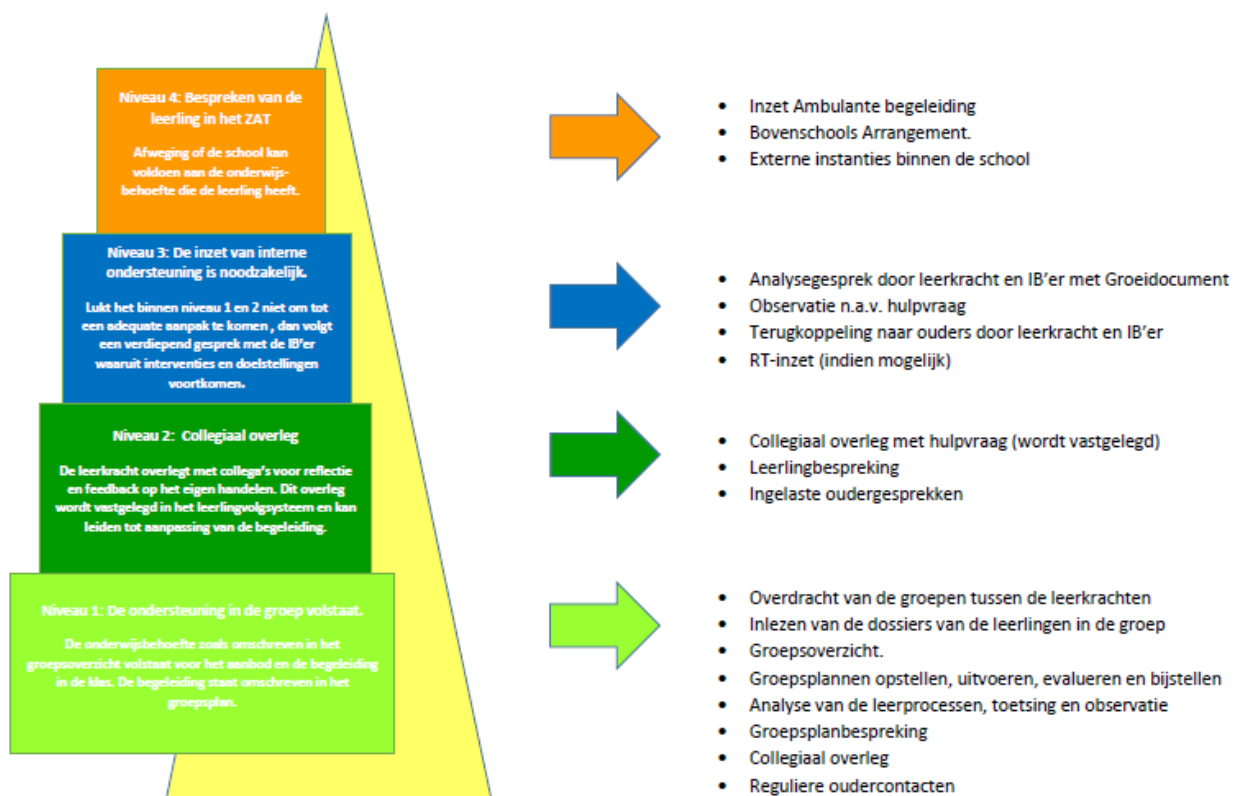 Niveau 4: Bespreken van de
leerling in het ZAT
Afweging of de school kan
voldoen aan de onderwijs-
behoefte die de leerling heeft.
• Inzet Ambulante begeleiding
• Bovenschools Arrangement.
• Externe instanties binnen de school
Niveau 3: De inzet van interne
ondersteuning is noodzakelijk.
Lukt het binnen niveau 1 en 2 niet om tot
een adequate aanpak te komen , dan volgt
een verdiepend gesprek met de IB'er
waaruit interventies en doelstellingen
voortkomen.
• Analysegesprek door leerkracht en IB'er met Groeidocument
• Observatie n.a.v. hulpvraag
• Terugkoppeling naar ouders door leerkracht en IB'er
• RT-inzet (indien mogelijk)
Niveau 2: Collegiaal overleg
De leerkracht overlegt met collega's voor reflectie
en feedback op het eigen handelen. Dit overleg
wordt vastgelegd in het leerlingvolgsysteem en kan
leiden tot aanpassing van de begeleiding.
• Collegiaal overleg met hulpvraag (wordt vastgelegd)
• Leerlingbespreking
• Ingelaste oudergesprekken
Niveau 1: De ondersteuning in de groep volstaat.
De onderwijsbehoefte zoals omschreven in het
groepsoverzicht volstaat voor het aanbod en de begeleiding
in de klas. De begeleiding staat omschreven in het
groepsplan.
• Overdracht van de groepen tussen de leerkrachten
• Inlezen van de dossiers van de leerlingen in de groep
• Groepsoverzicht.
• Groepsplannen opstellen, uitvoeren, evalueren en bijstellen
• Analyse van de leerprocessen, toetsing en observatie
• Groepsplanbespreking
• Collegiaal overleg
• Reguliere oudercontacten